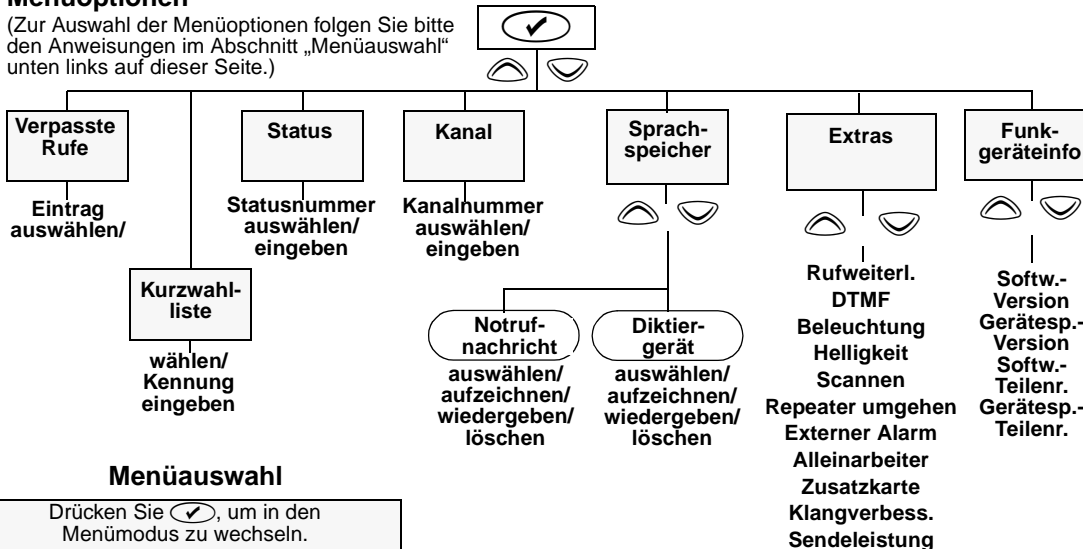 Menüoptionen
(Zur Auswahl der Menüoptionen folgen Sie bitte
den Anweisungen im Abschnitt „Menüauswahl“
unten links auf dieser Seite.)
Verpasste
Rufe
Eintrag
auswählen/
Kurzwahl-
liste
wählen/
Kennung
eingeben
Status
Statusnummer
auswählen/
eingeben
Kanal
Kanalnummer
auswählen/
eingeben
Sprach-
speicher
Notruf-
nachricht
auswählen/
aufzeichnen/
wiedergeben/
löschen
Diktier-
gerät
auswählen/
aufzeichnen/
wiedergeben/
löschen
Extras
Rufweiterl.
DTMF
Beleuchtung
Helligkeit
Scannen
Repeater umgehen
Externer Alarm
Alleinarbeiter
Zusatzkarte
Klangverbess.
Sendeleistung
Funk-
geräteinfo
Softw.-
Version
Gerätesp.-
Version
Softw.-
Teilenr.
Gerätesp.-
Teilenr.
Menüauswahl
Drücken Sie , um in den
Menümodus zu wechseln.